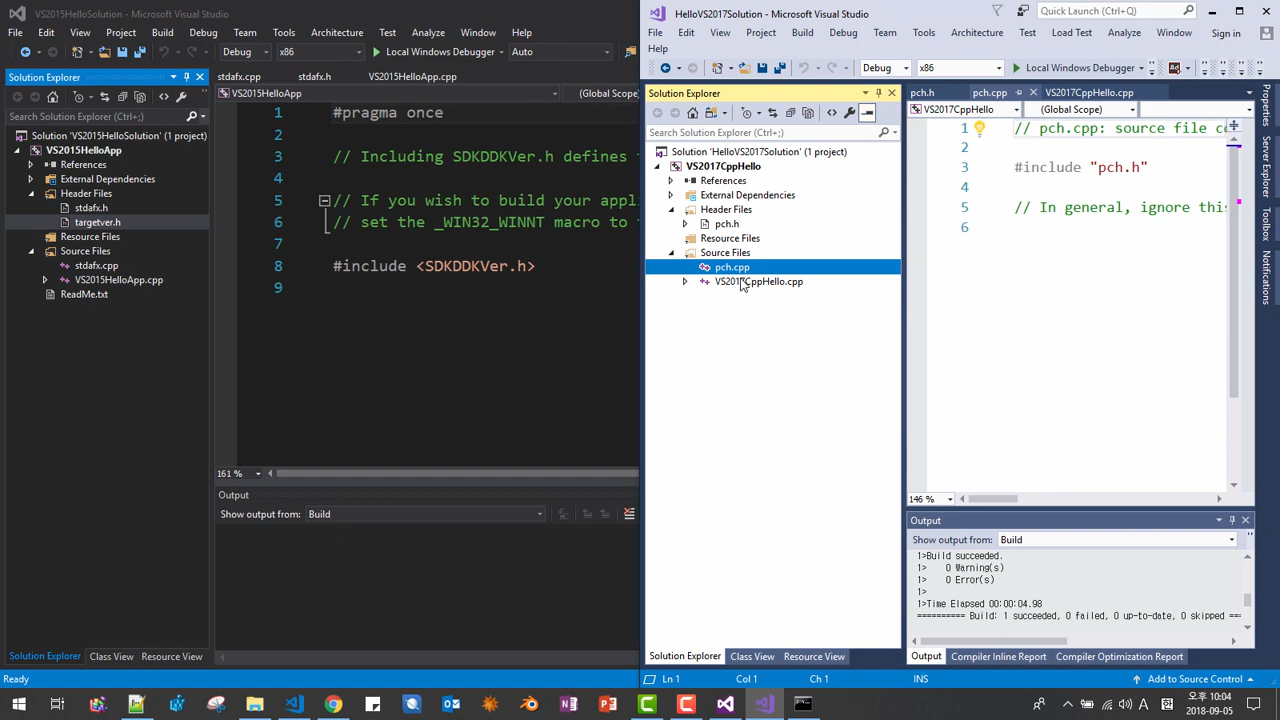 VS2015HelloSolution - Microsoft Visual Studio
File Edit View Project Build Debug Team Tools Architecture Test Analyze Window Help
Debug x86 Local Windows Debugger Auto
Solution Explorer
Search Solution Explorer (Ctrl+;)
Solution 'VS2015HelloSolution' (1 project)
VS2015HelloApp
References
External Dependencies
Header Files
stdafx.h
targetver.h
Resource Files
Source Files
stdafx.cpp
VS2015HelloApp.cpp
ReadMe.txt
Solution Explorer Class View Resource View
stdafx.cpp stdafx.h VS2015HelloApp.cpp
VS2015HelloApp (Global Scope)
1 #pragma once
2
3 // Including SDKDDKVer.h defines
4
5 // If you wish to build your appl
6 // set the _WIN32_WINNT macro to
7
8 #include <SDKDDKVer.h>
9
161 %
Output
Show output from: Build
Ready
HelloVS2017Solution - Microsoft Visual Studio
Quick Launch (Ctrl+Q)
File Edit View Project Build Debug Team Tools Architecture Test Load Test Analyze Window Sign in
Help
Debug x86 Local Windows Debugger
Solution Explorer
Search Solution Explorer (Ctrl+;)
Solution 'HelloVS2017Solution' (1 project)
VS2017CppHello
References
External Dependencies
Header Files
pch.h
Resource Files
Source Files
pch.cpp
VS2017CppHello.cpp
Solution Explorer Class View Resource View
pch.h pch.cpp VS2017CppHello.cpp
VS2017CppHello (Global Scope)
1 // pch.cpp: source file co
2
3 #include "pch.h"
4
5 // In general, ignore this
6
146 %
Output
Show output from: Build
1>Build succeeded.
1> 0 Warning(s)
1> 0 Error(s)
1>
1>Time Elapsed 00:00:04.98
========== Build: 1 succeeded, 0 failed, 0 up-to-date, 0 skipped ===
Output Compiler Inline Report Compiler Optimization Report
Properties
Server Explorer
Toolbox
Notifications
Ln 1 Col 1 Ch 1 INS Add to Source Control
A
오후 10:04
2018-09-05